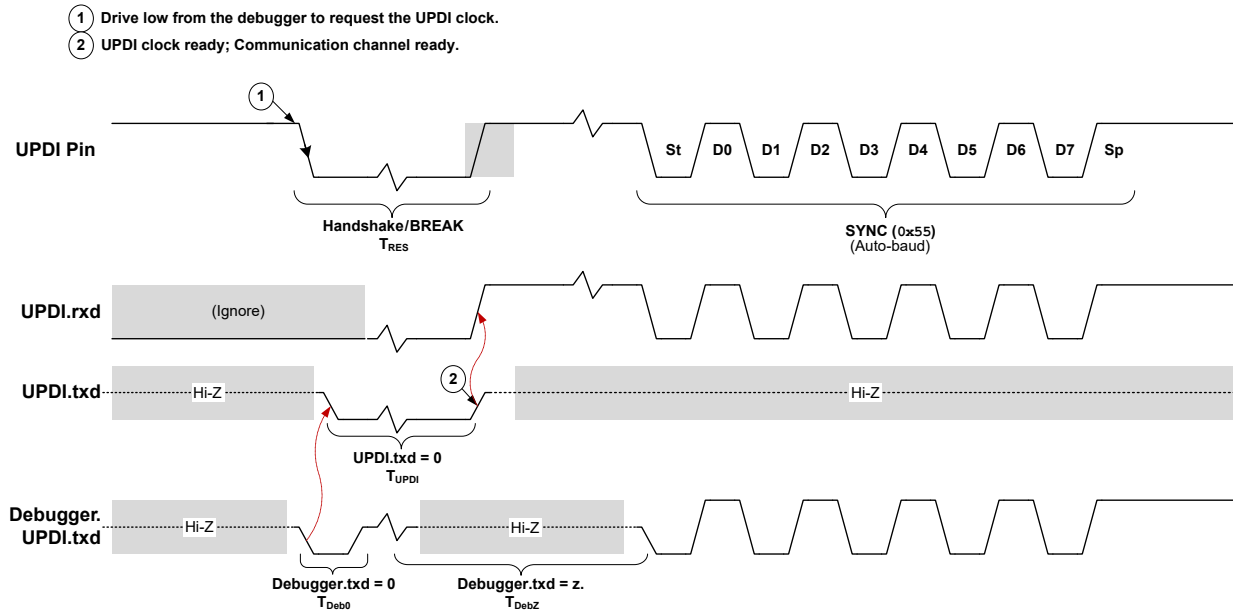 1 Drive low from the debugger to request the UPDI clock.
2 UPDI clock ready; Communication channel ready.
1
UPDI Pin
St D0 D1 D2 D3 D4 D5 D6 D7 Sp
Handshake/BREAK
TRES
SYNC (0x55)
(Auto-baud)
UPDI.rxd
(Ignore)
2
UPDI.txd
Hi-Z
Hi-Z
UPDI.txd = 0
TUPDI
Debugger.
UPDI.txd
Hi-Z
Hi-Z
Debugger.txd = 0
TDeb0
Debugger.txd = z.
TDebZ